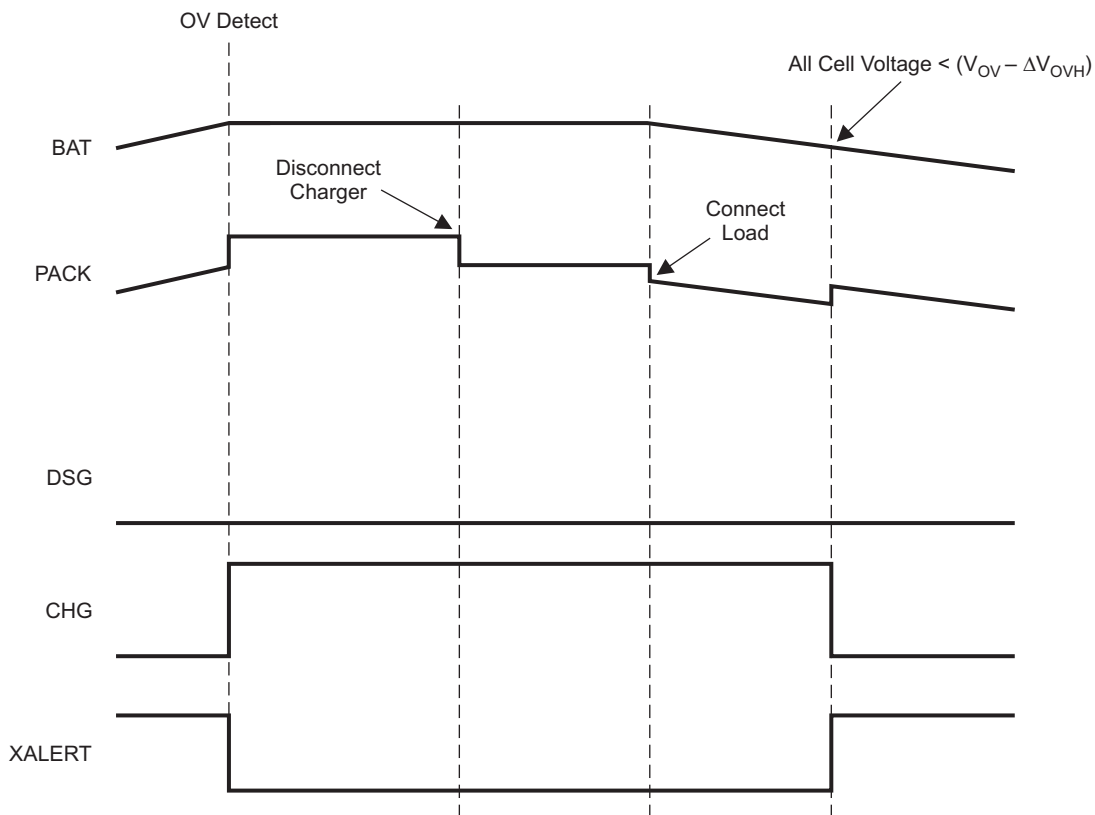 OV Detect
All Cell Voltage < (V_OV – ΔV_OVH)
BAT
Disconnect
Charger
Connect
Load
PACK
DSG
CHG
XALERT